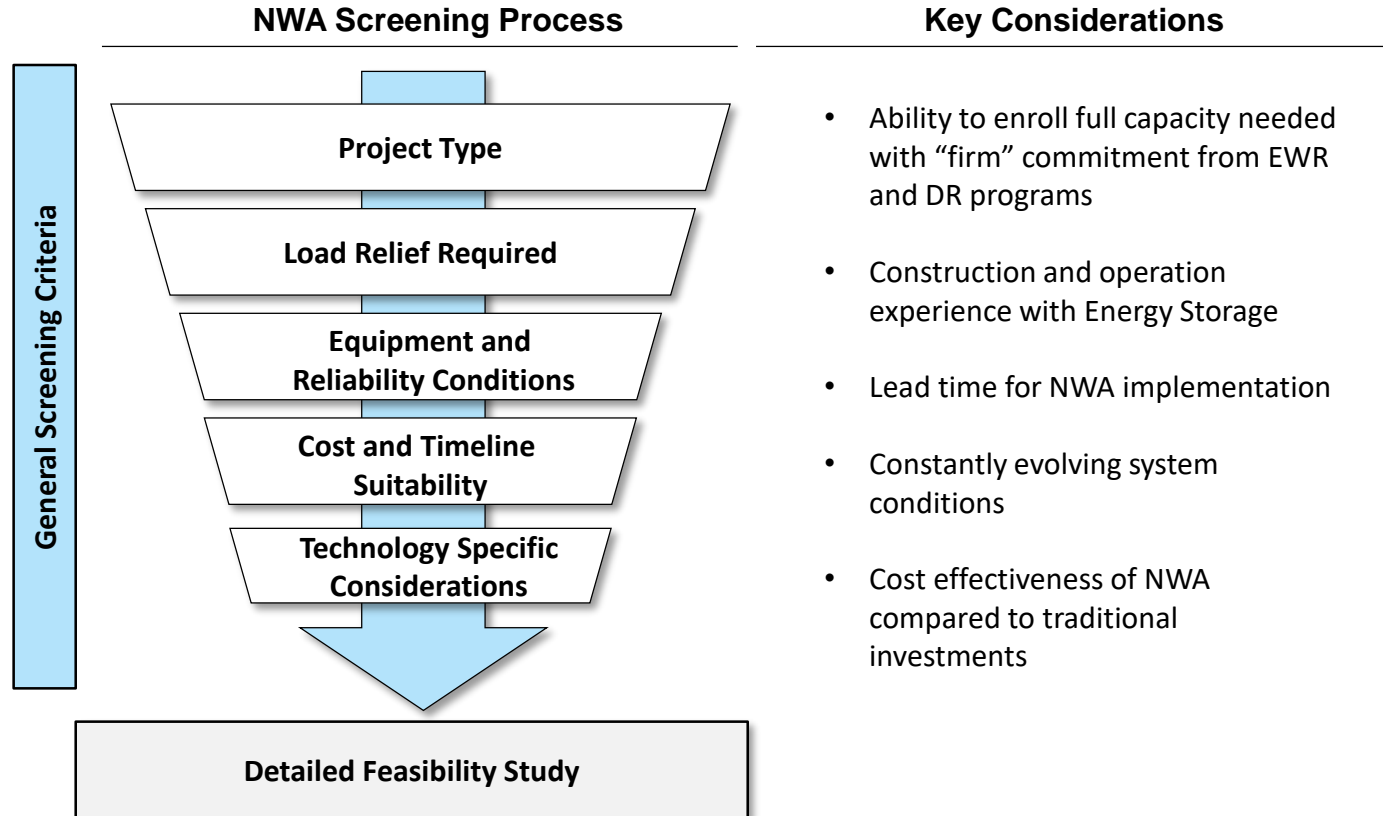 NWA Screening Process
General Screening Criteria
Project Type
Load Relief Required
Equipment and
Reliability Conditions
Cost and Timeline
Suitability
Technology Specific
Considerations
Detailed Feasibility Study
Key Considerations
• Ability to enroll full capacity needed
with “firm” commitment from EWR
and DR programs
• Construction and operation
experience with Energy Storage
• Lead time for NWA implementation
• Constantly evolving system
conditions
• Cost effectiveness of NWA
compared to traditional
investments